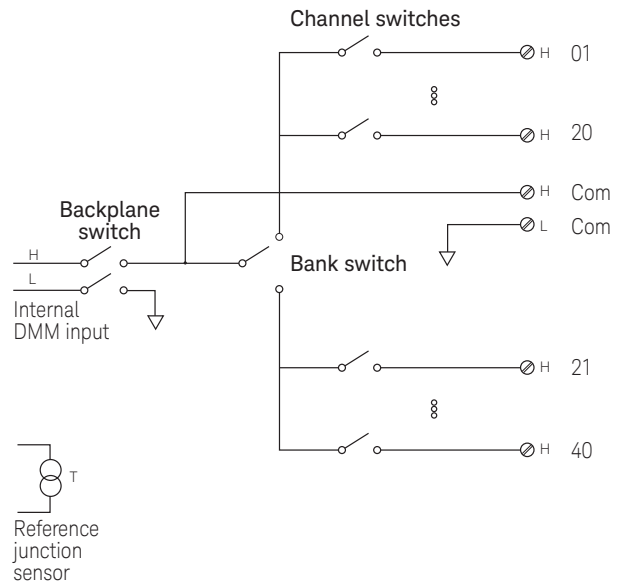 Channel switches
H 01
H 20
H Com
L Com
Backplane
switch
H
L
Internal
DMM input
Bank switch
H 21
H 40
T
Reference
junction
sensor